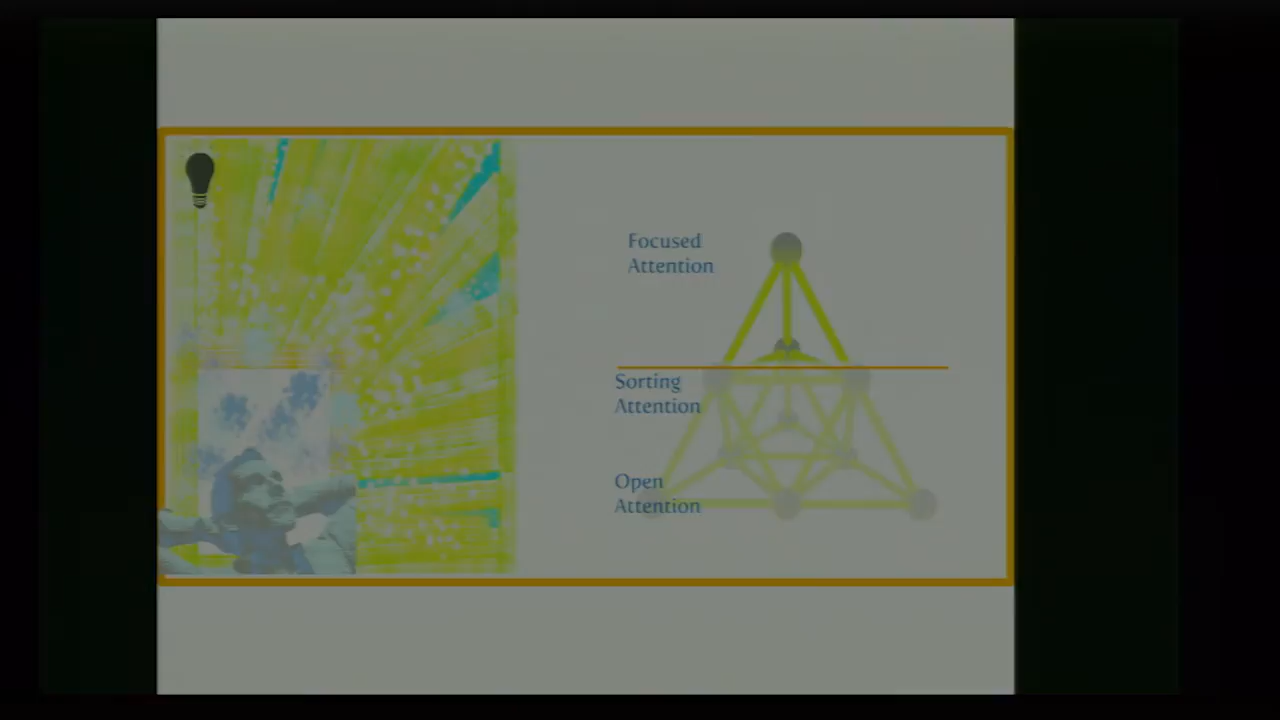 Focused
Attention
Sorting
Attention
Open
Attention